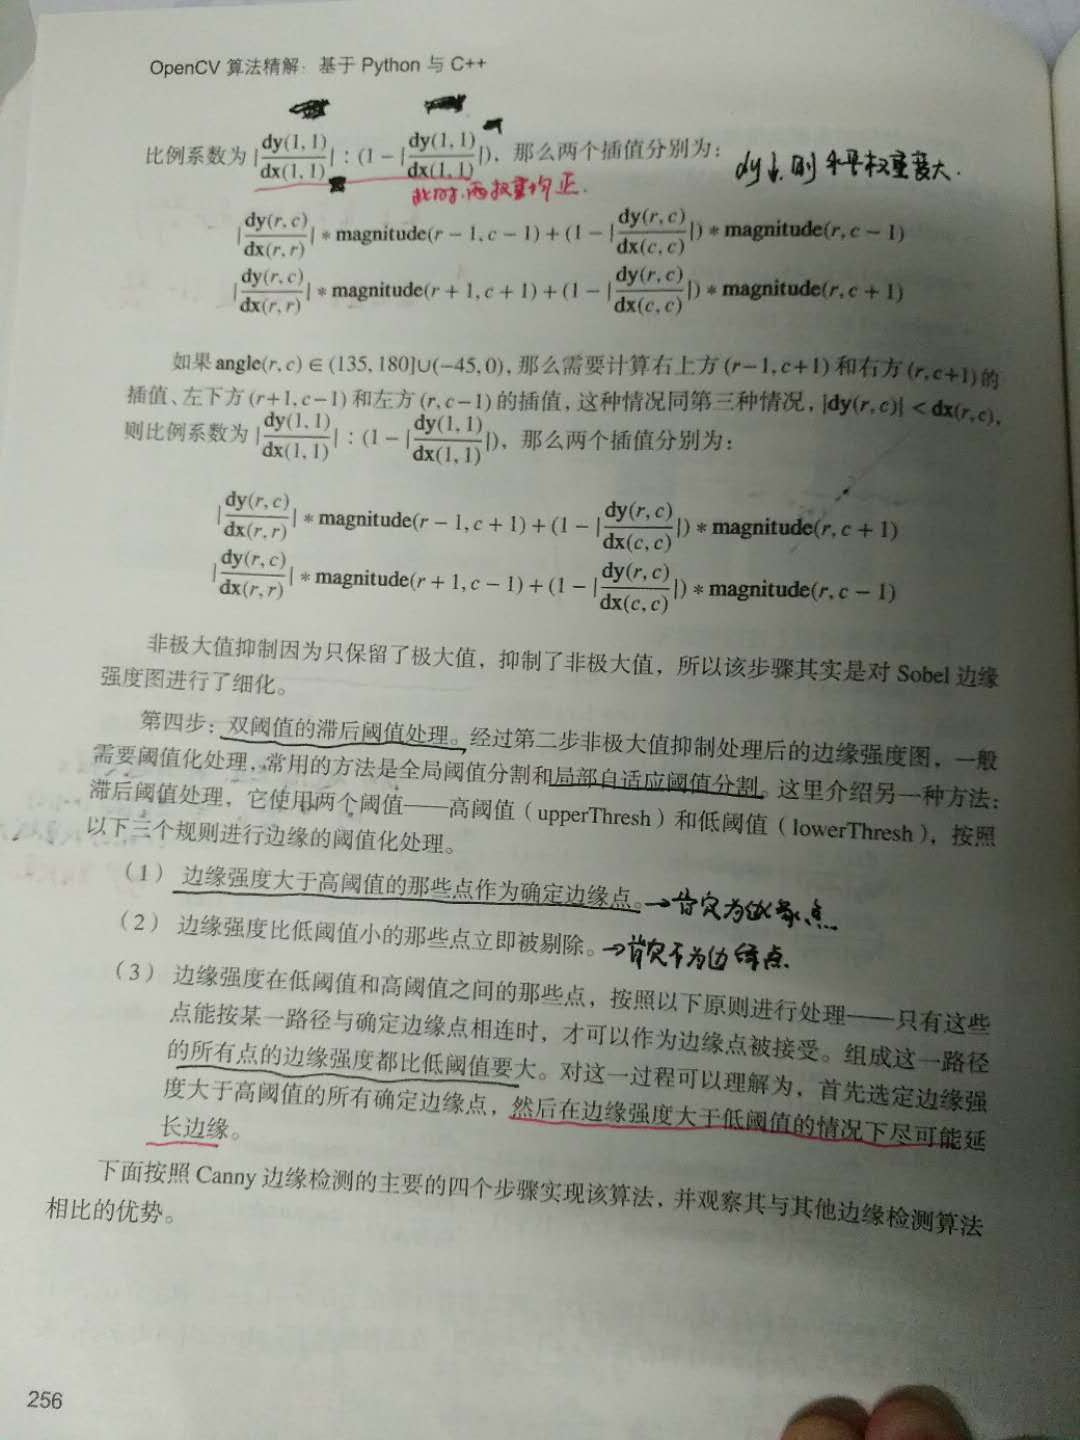 OpenCV 算法精解：基于 Python 与 C++
比例系数为 |dy(1, 1)/dx(1, 1)| : (1 − |dy(1, 1)/dx(1, 1)|)，那么两个插值分别为：
dy↓, 则 水平权重大.
此时, 两权重均正.
|dy(r, c)/dx(r, r)| * magnitude(r − 1, c − 1) + (1 − |dy(r, c)/dx(c, c)|) * magnitude(r, c − 1)
|dy(r, c)/dx(r, r)| * magnitude(r + 1, c + 1) + (1 − |dy(r, c)/dx(c, c)|) * magnitude(r, c + 1)
如果 angle(r, c) ∈ (135, 180]∪(−45, 0)，那么需要计算右上方 (r−1, c+1) 和右方 (r, c+1) 的
插值、左下方 (r+1, c−1) 和左方 (r, c−1) 的插值，这种情况同第三种情况，|dy(r, c)| < dx(r, c)，
则比例系数为 |dy(1, 1)/dx(1, 1)| : (1 − |dy(1, 1)/dx(1, 1)|)，那么两个插值分别为：
|dy(r, c)/dx(r, r)| * magnitude(r − 1, c + 1) + (1 − |dy(r, c)/dx(c, c)|) * magnitude(r, c + 1)
|dy(r, c)/dx(r, r)| * magnitude(r + 1, c − 1) + (1 − |dy(r, c)/dx(c, c)|) * magnitude(r, c − 1)
非极大值抑制因为只保留了极大值，抑制了非极大值，所以该步骤其实是对 Sobel 边缘
强度图进行了细化。
第四步：双阈值的滞后阈值处理。经过第二步非极大值抑制处理后的边缘强度图，一般
需要阈值化处理，常用的方法是全局阈值分割和局部自适应阈值分割。这里介绍另一种方法：
滞后阈值处理，它使用两个阈值——高阈值（upperThresh）和低阈值（lowerThresh），按照
以下三个规则进行边缘的阈值化处理。
（1）边缘强度大于高阈值的那些点作为确定边缘点。→肯定为边缘点
（2）边缘强度比低阈值小的那些点立即被剔除。→肯定不为边缘点.
（3）边缘强度在低阈值和高阈值之间的那些点，按照以下原则进行处理——只有这些
点能按某一路径与确定边缘点相连时，才可以作为边缘点被接受。组成这一路径
的所有点的边缘强度都比低阈值要大。对这一过程可以理解为，首先选定边缘强
度大于高阈值的所有确定边缘点，然后在边缘强度大于低阈值的情况下尽可能延
长边缘。
下面按照 Canny 边缘检测的主要的四个步骤实现该算法，并观察其与其他边缘检测算法
相比的优势。
256